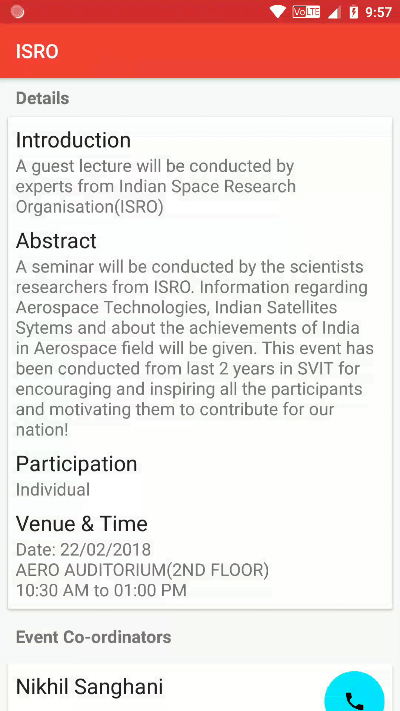 VoLTE 9:57
ISRO
Details
Introduction
A guest lecture will be conducted by
experts from Indian Space Research
Organisation(ISRO)
Abstract
A seminar will be conducted by the scientists
researchers from ISRO. Information regarding
Aerospace Technologies, Indian Satellites
Sytems and about the achievements of India
in Aerospace field will be given. This event has
been conducted from last 2 years in SVIT for
encouraging and inspiring all the participants
and motivating them to contribute for our
nation!
Participation
Individual
Venue & Time
Date: 22/02/2018
AERO AUDITORIUM(2ND FLOOR)
10:30 AM to 01:00 PM
Event Co-ordinators
Nikhil Sanghani